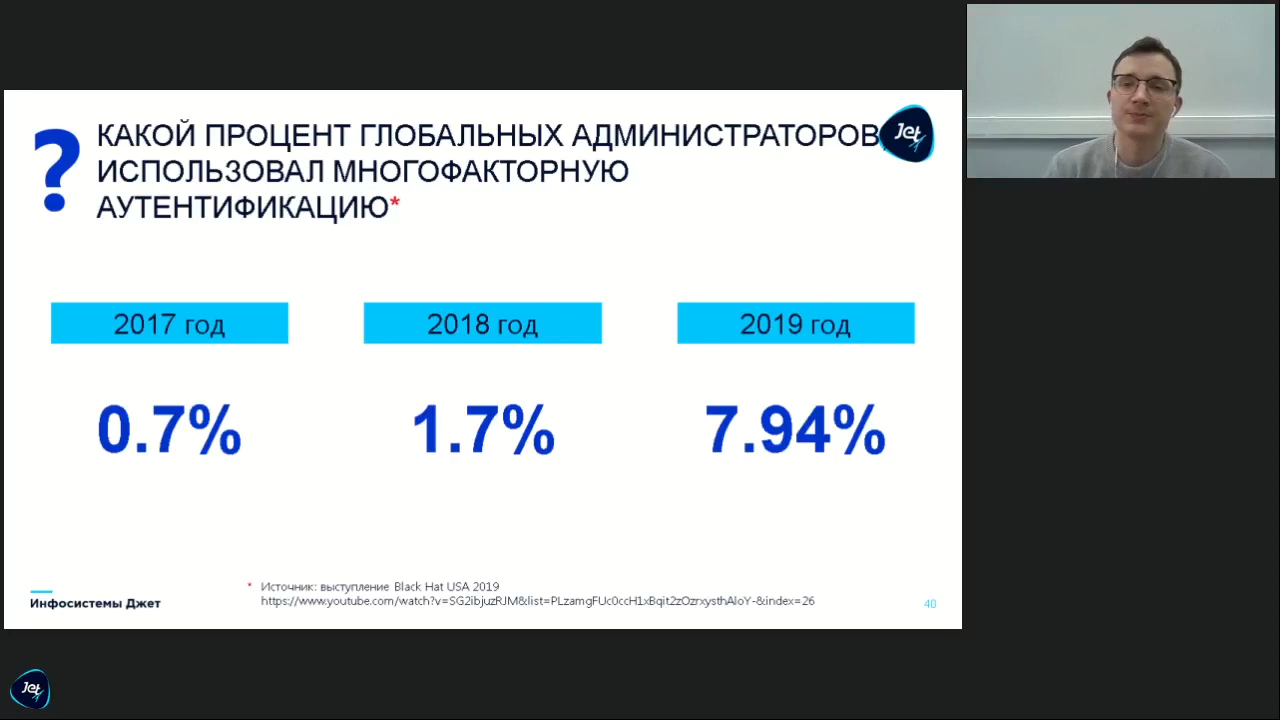 ?
КАКОЙ ПРОЦЕНТ ГЛОБАЛЬНЫХ АДМИНИСТРАТОРОВ
ИСПОЛЬЗОВАЛ МНОГОФАКТОРНУЮ
АУТЕНТИФИКАЦИЮ*
Jet
2017 год
2018 год
2019 год
0.7%
1.7%
7.94%
* Источник: выступление Black Hat USA 2019
https://www.youtube.com/watch?v=SG2ibjuzRJM&list=PLzamgFUc0ccH1xBqit2zOzrxysthAloY-&index=26
Инфосистемы Джет
40
Jet